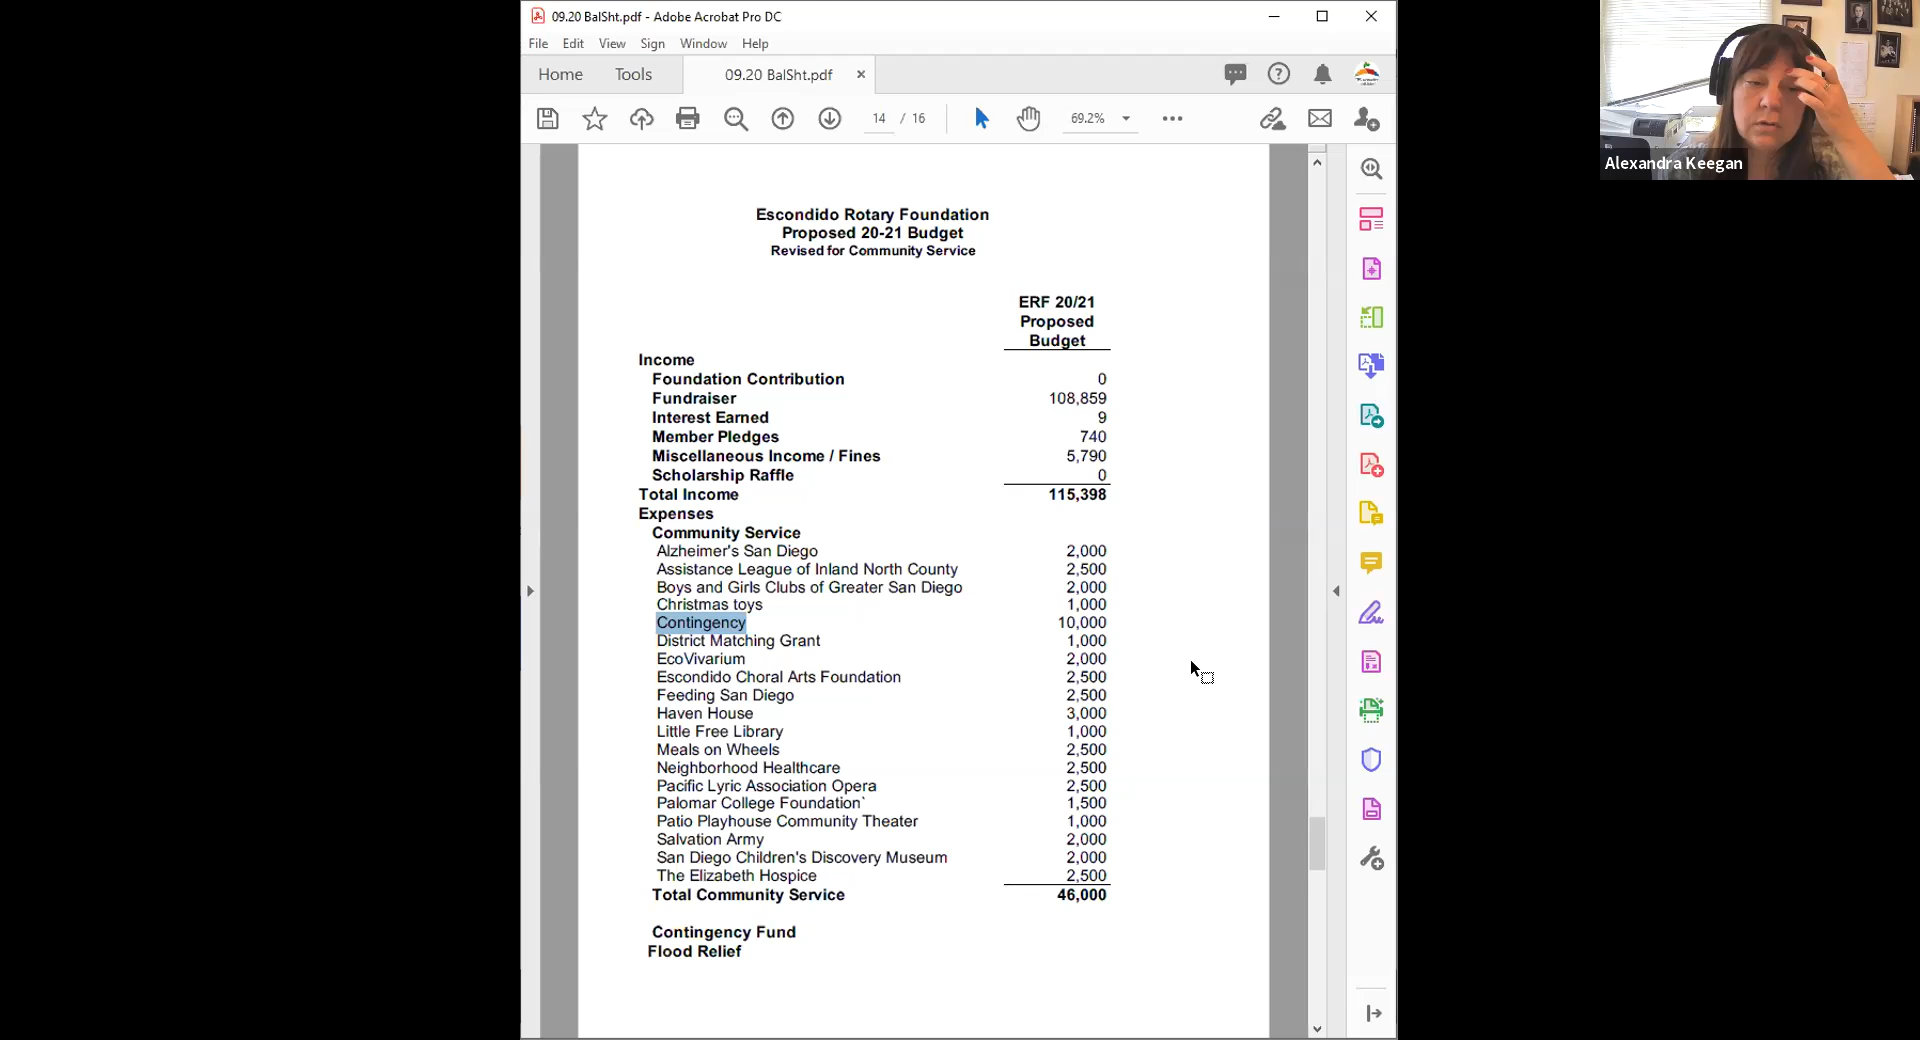 09.20 BalSht.pdf - Adobe Acrobat Pro DC
File Edit View Sign Window Help
Home Tools 09.20 BalSht.pdf ×
14 / 16 69.2%
Alexandra Keegan
Escondido Rotary Foundation
Proposed 20-21 Budget
Revised for Community Service
ERF 20/21
Proposed
Budget
Income
Foundation Contribution 0
Fundraiser 108,859
Interest Earned 9
Member Pledges 740
Miscellaneous Income / Fines 5,790
Scholarship Raffle 0
Total Income 115,398
Expenses
Community Service
Alzheimer's San Diego 2,000
Assistance League of Inland North County 2,500
Boys and Girls Clubs of Greater San Diego 2,000
Christmas toys 1,000
Contingency 10,000
District Matching Grant 1,000
EcoVivarium 2,000
Escondido Choral Arts Foundation 2,500
Feeding San Diego 2,500
Haven House 3,000
Little Free Library 1,000
Meals on Wheels 2,500
Neighborhood Healthcare 2,500
Pacific Lyric Association Opera 2,500
Palomar College Foundation` 1,500
Patio Playhouse Community Theater 1,000
Salvation Army 2,000
San Diego Children's Discovery Museum 2,000
The Elizabeth Hospice 2,500
Total Community Service 46,000
Contingency Fund
Flood Relief